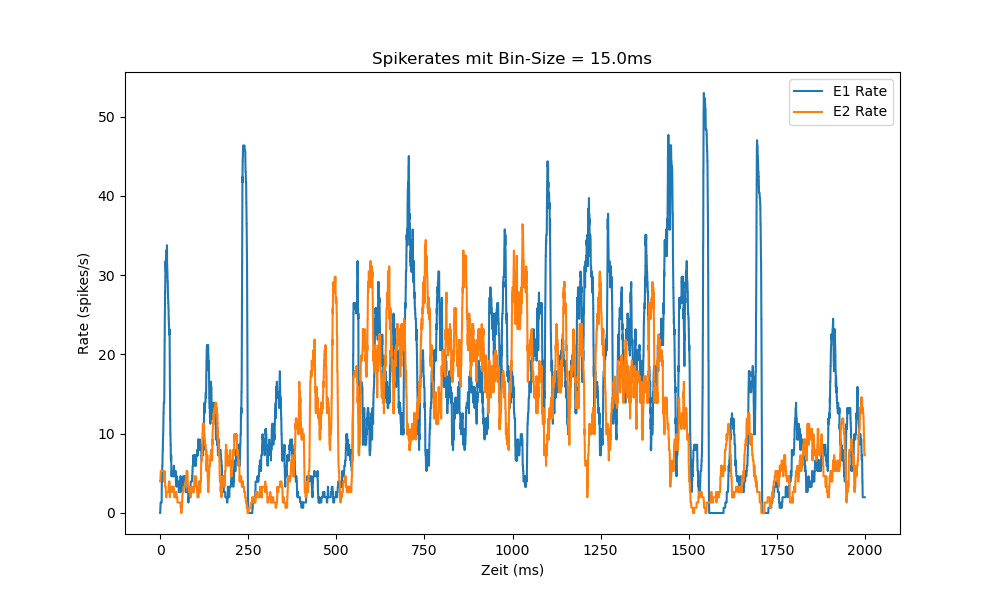 Spikerates mit Bin-Size = 15.0ms
E1 Rate
E2 Rate
50
40
30
20
10
0
Rate (spikes/s)
0 250 500 750 1000 1250 1500 1750 2000
Zeit (ms)